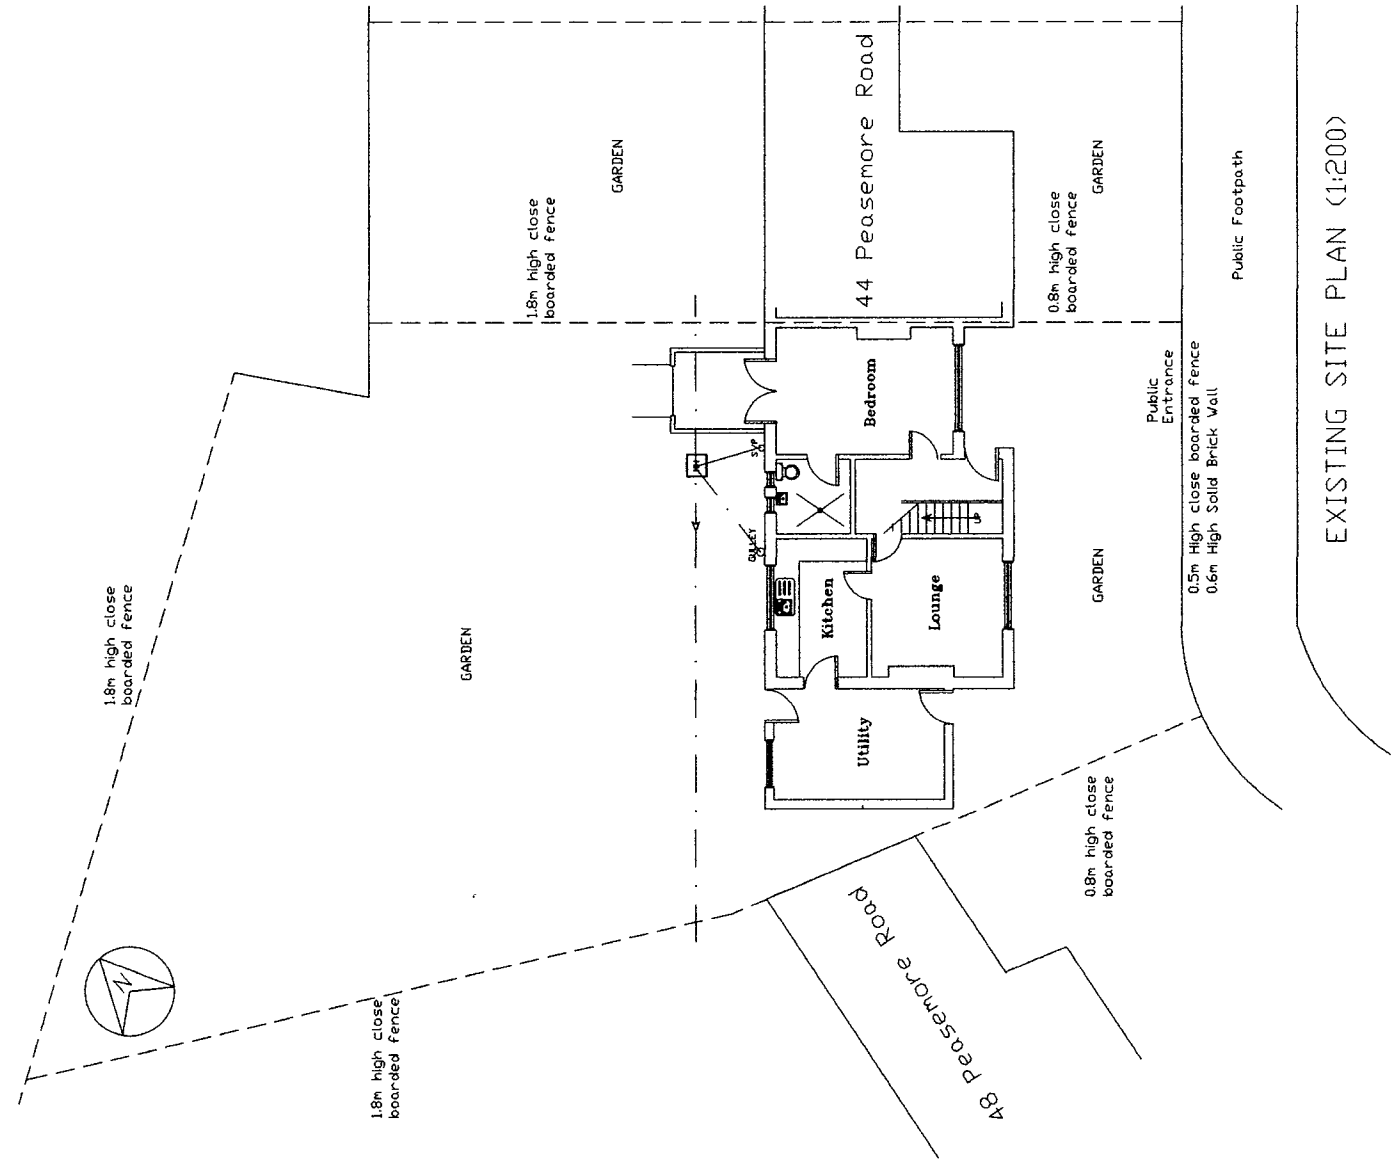 1.8m high close
boarded fence
1.8m high close
boarded fence
GARDEN
1.8m high close
boarded fence
GARDEN
44 Peasemore Road
MH
SVP
GULLEY
Bedroom
Kitchen
Lounge
Utility
UP
48 Peasemore Road
0.8m high close
boarded fence
GARDEN
0.8m high close
boarded fence
GARDEN
Public
Entrance
0.5m High close boarded fence
0.6m High Solid Brick Wall
Public Footpath
EXISTING SITE PLAN (1:200)
N